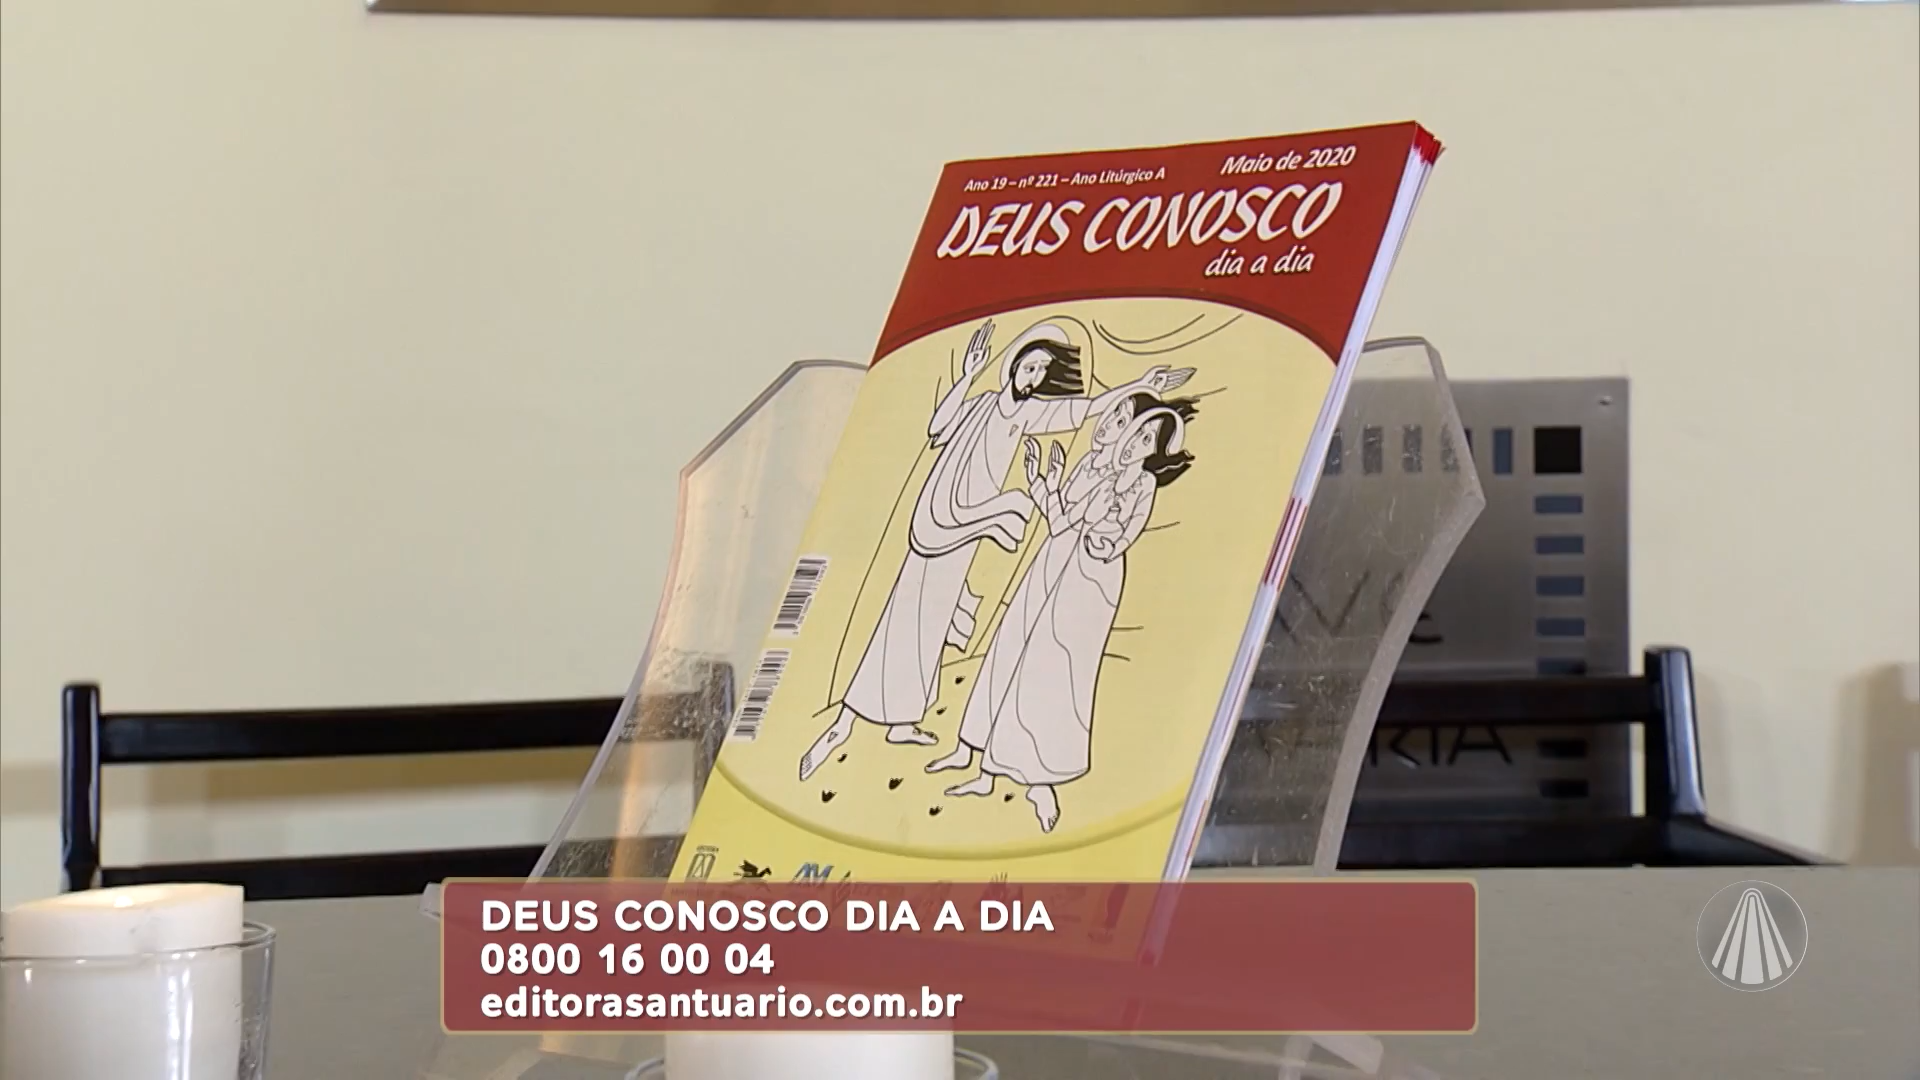 Ano 19 – nº 221 – Ano Litúrgico A
Maio de 2020
DEUS CONOSCO
dia a dia
DEUS CONOSCO DIA A DIA
0800 16 00 04
editorasantuario.com.br